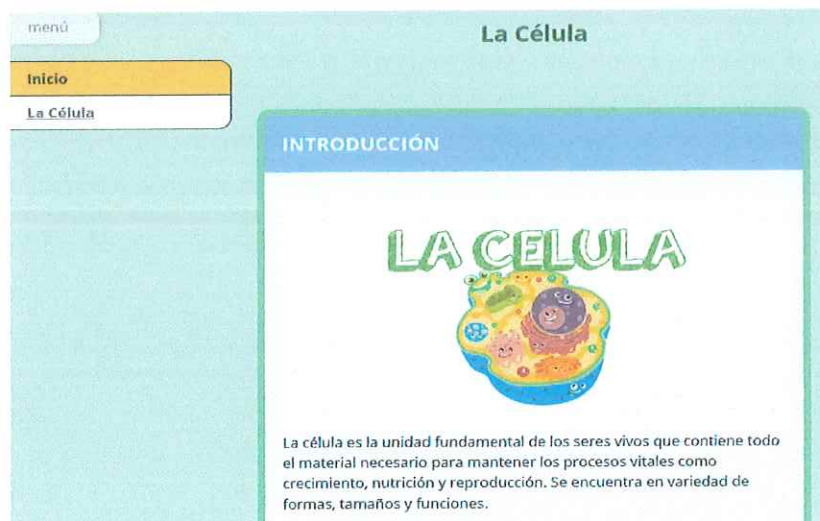 menú
La Célula
Inicio
La Célula
INTRODUCCIÓN
LA CELULA
La célula es la unidad fundamental de los seres vivos que contiene todo
el material necesario para mantener los procesos vitales como
crecimiento, nutrición y reproducción. Se encuentra en variedad de
formas, tamaños y funciones.